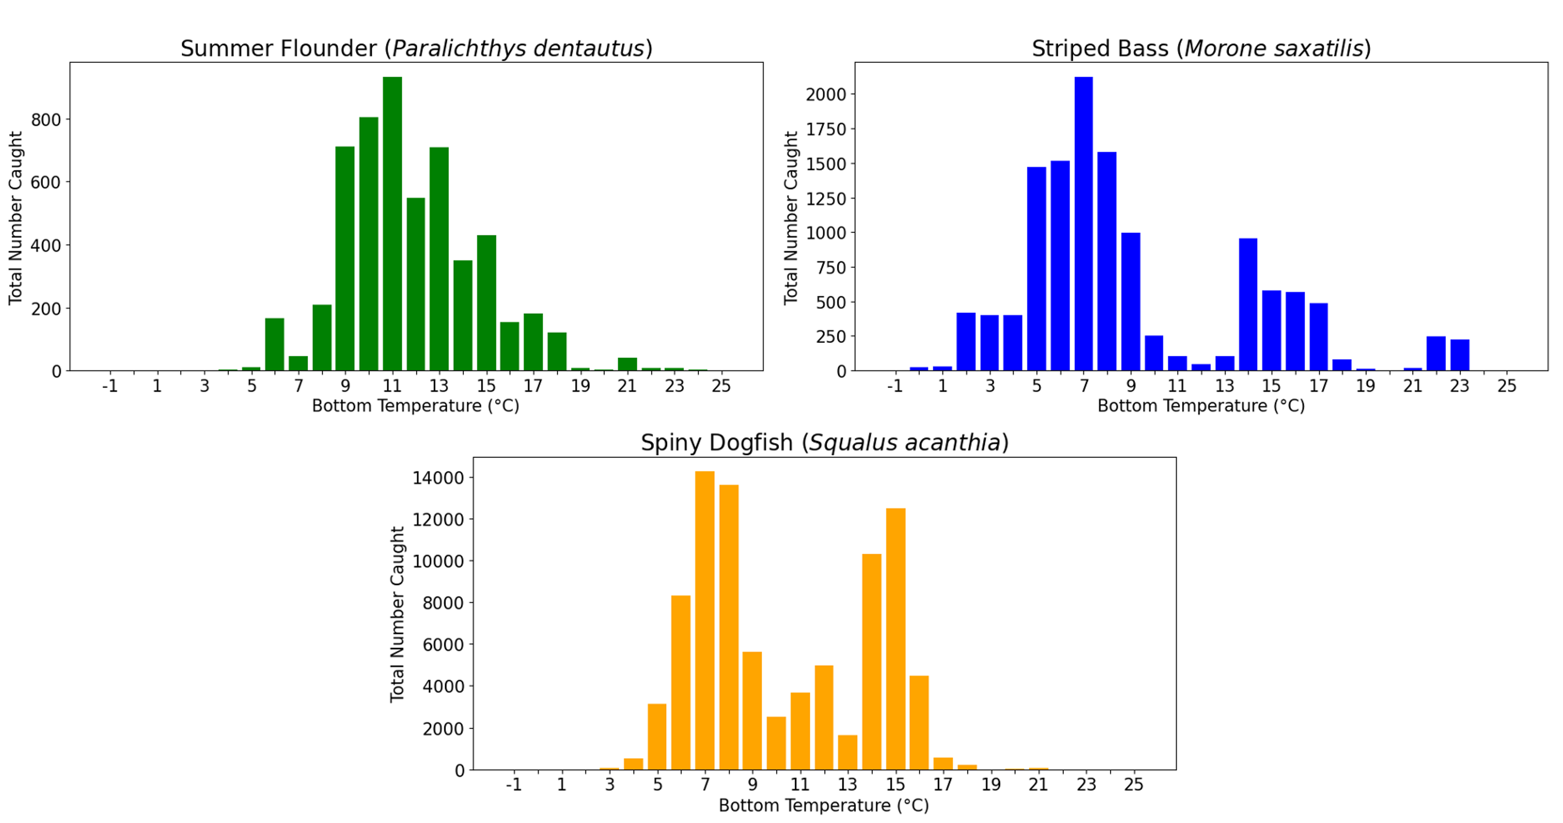 Summer Flounder (Paralichthys dentautus)
Total Number Caught
800
600
400
200
0
-1 1 3 5 7 9 11 13 15 17 19 21 23 25
Bottom Temperature (°C)
Striped Bass (Morone saxatilis)
Total Number Caught
2000
1750
1500
1250
1000
750
500
250
0
-1 1 3 5 7 9 11 13 15 17 19 21 23 25
Bottom Temperature (°C)
Spiny Dogfish (Squalus acanthia)
Total Number Caught
14000
12000
10000
8000
6000
4000
2000
0
-1 1 3 5 7 9 11 13 15 17 19 21 23 25
Bottom Temperature (°C)